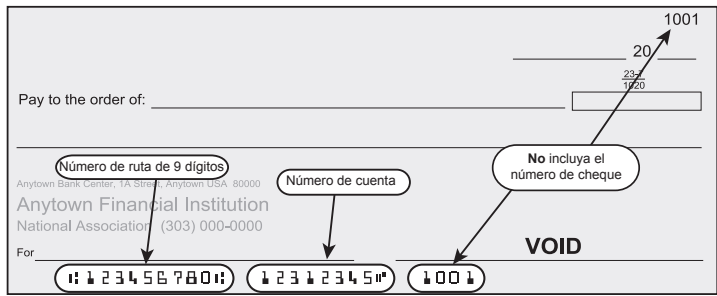 1001
20
23-7
1020
Pay to the order of:
Número de ruta de 9 dígitos
Número de cuenta
No incluya el
número de cheque
Anytown Bank Center, 1A Street, Anytown USA 80000
Anytown Financial Institution
National Association (303) 000-0000
For
VOID
⑆123456780⑆ 12312345⑈ 1001